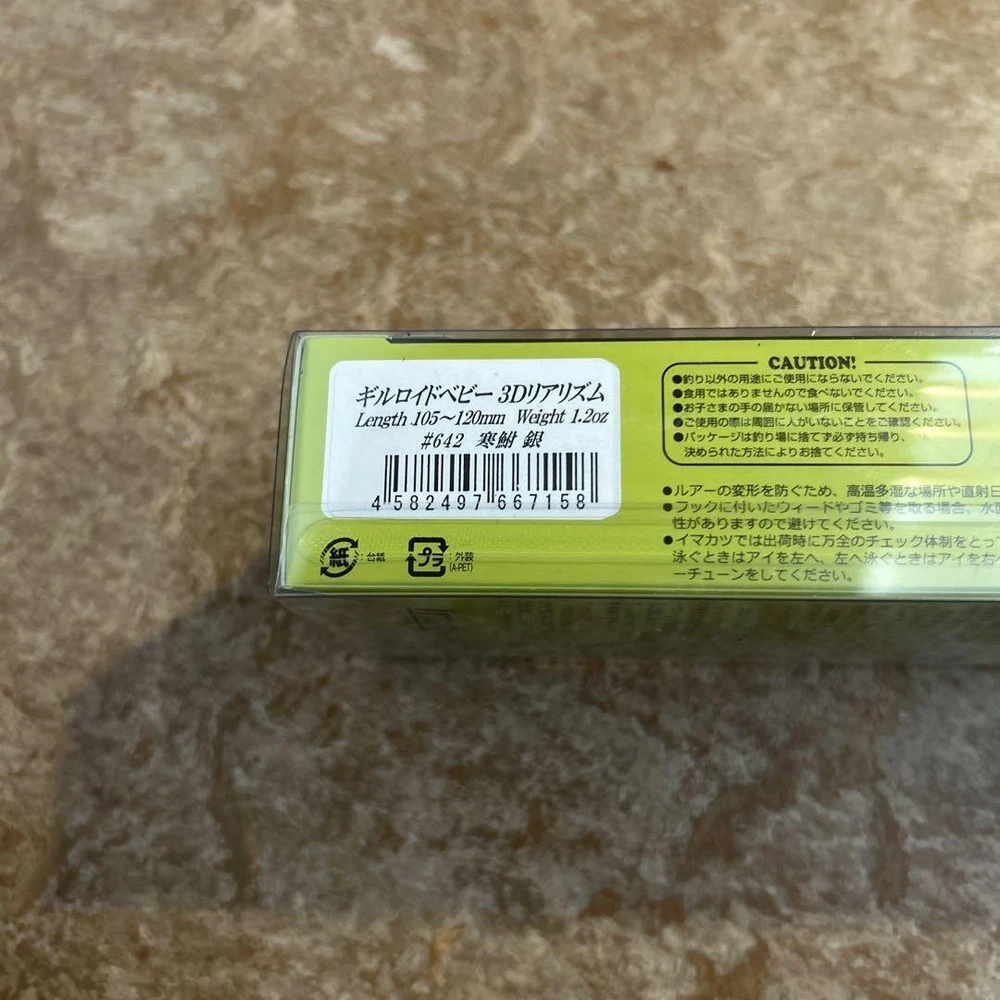 ギルロイドベビー 3Dリアリズム
Length 105～120mm Weight 1.2oz
#642 寒鮒 銀
4 582497 667158
紙 : 台紙
プラ : 外装
(A-PET)
CAUTION!
●釣り以外の用途にご使用にならないでください。
●食用ではありませんので食べないでください。
●お子さまの手の届かない場所に保管してください。
●ご使用の際は周囲に人がいないことをご確認ください。
●パッケージは釣り場に捨てず必ず持ち帰り、
決められた方法によりお捨てください。
●ルアーの変形を防ぐため、高温多湿な場所や直射日
●フックに付いたウィードやゴミ等を取る場合、水面
性がありますので避けてください。
●イマカツでは出荷時に万全のチェック体制をとって
泳ぐときはアイを左へ、左へ泳ぐときはアイを右へ
ーチューンをしてください。